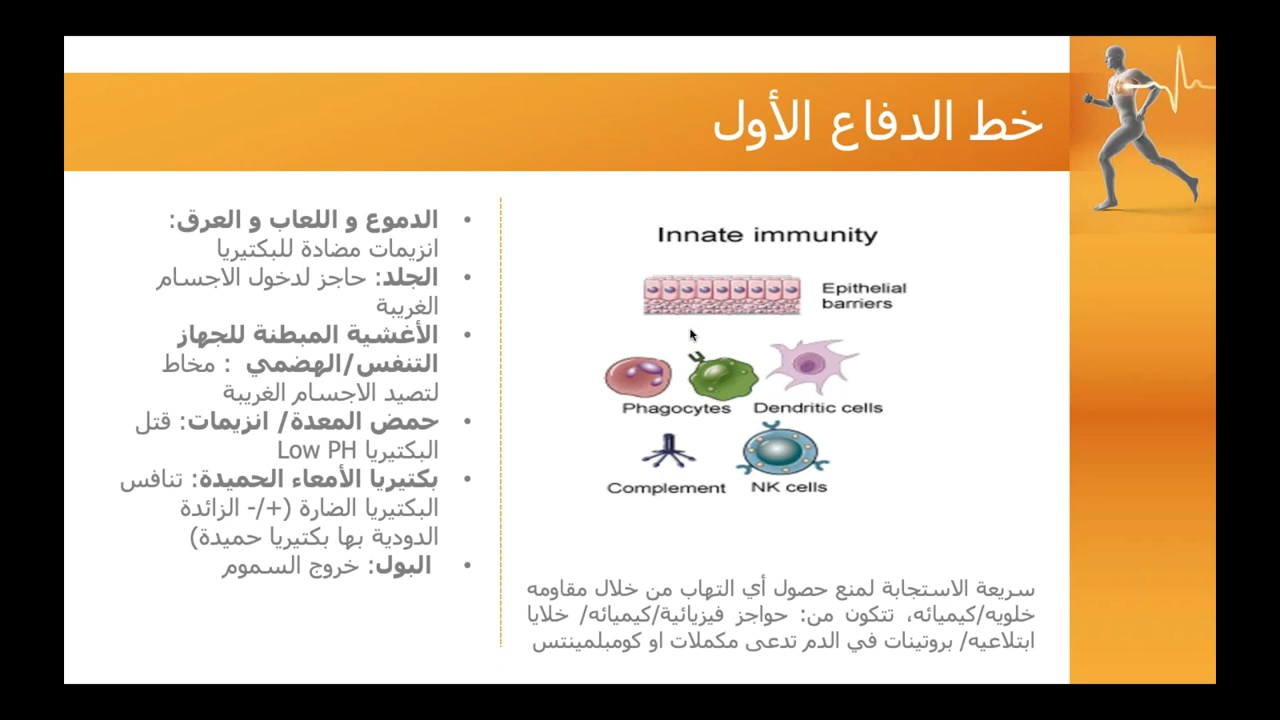 خط الدفاع الأول
Innate immunity
Epithelial
barriers
Phagocytes
Dendritic cells
Complement
NK cells
سريعة الاستجابة لمنع حصول أي التهاب من خلال مقاومه
خلويه/كيميائه، تتكون من: حواجز فيزيائية/كيميائه/ خلايا
ابتلاعيه/ بروتينات في الدم تدعى مكملات او كومبلمينتس
• الدموع و اللعاب و العرق:
انزيمات مضادة للبكتيريا
• الجلد: حاجز لدخول الاجسام
الغريبة
• الأغشية المبطنة للجهاز
التنفس/الهضمي : مخاط
لتصيد الاجسام الغريبة
• حمض المعدة/ انزيمات: قتل
البكتيريا Low PH
• بكتيريا الأمعاء الحميدة: تنافس
البكتيريا الضارة (+/- الزائدة
الدودية بها بكتيريا حميدة)
• البول: خروج السموم